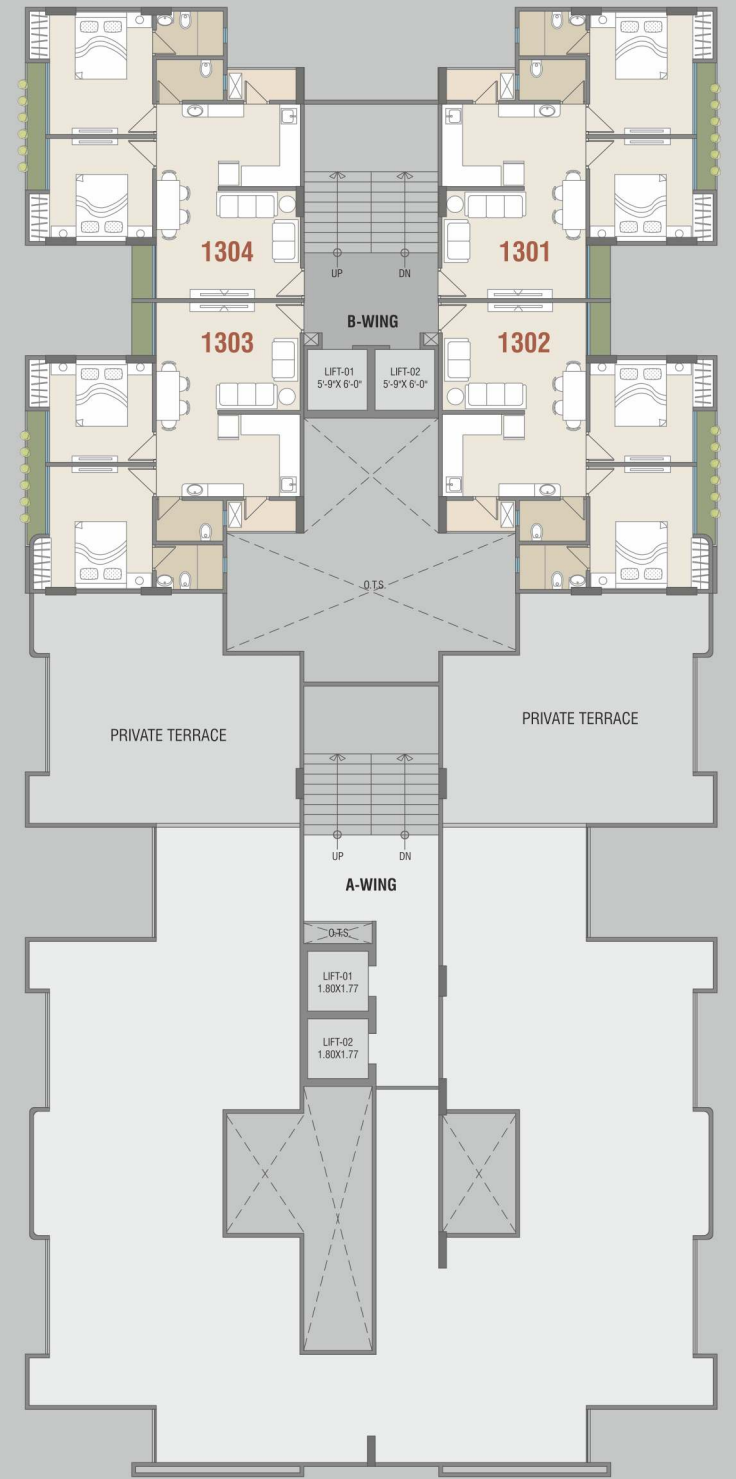 1304
1301
UP
DN
B-WING
1303
1302
LIFT-01
5'-9"X 6'-0"
LIFT-02
5'-9"X 6'-0"
O.T.S.
PRIVATE TERRACE
PRIVATE TERRACE
UP
DN
A-WING
O.T.S.
LIFT-01
1.80X1.77
LIFT-02
1.80X1.77